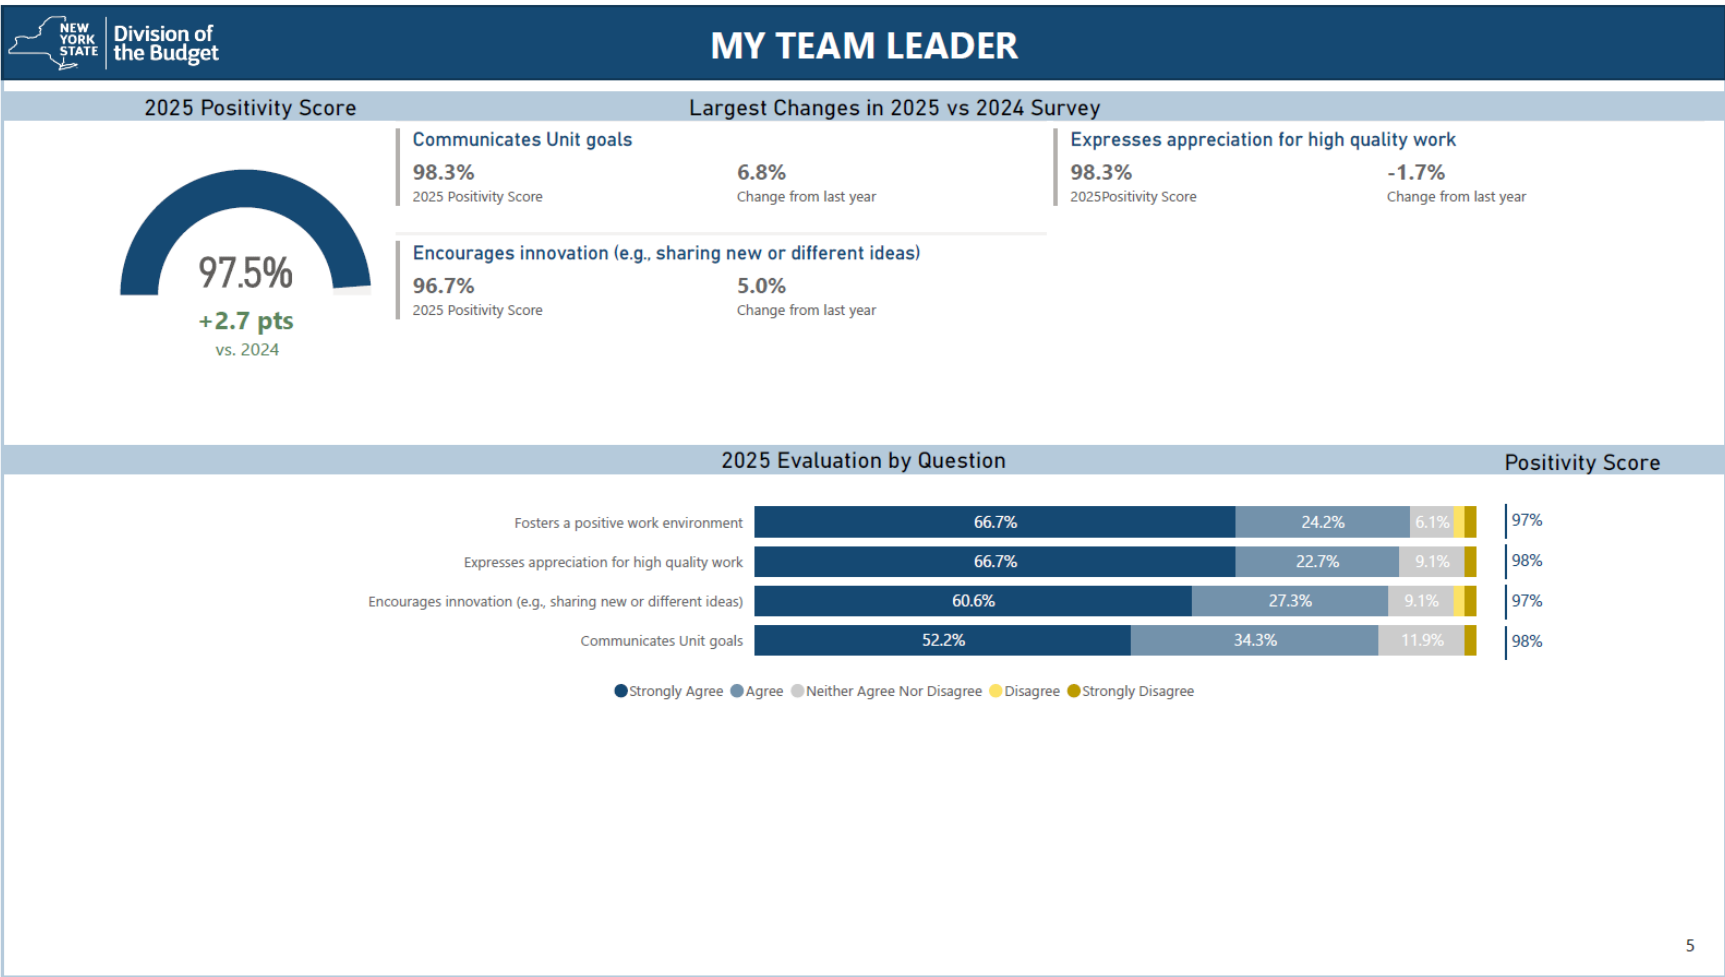 NEW
YORK
STATE
Division of
the Budget
MY TEAM LEADER
2025 Positivity Score
Largest Changes in 2025 vs 2024 Survey
97.5%
+2.7 pts
vs. 2024
Communicates Unit goals
98.3%
6.8%
2025 Positivity Score
Change from last year
Expresses appreciation for high quality work
98.3%
-1.7%
2025Positivity Score
Change from last year
Encourages innovation (e.g., sharing new or different ideas)
96.7%
5.0%
2025 Positivity Score
Change from last year
2025 Evaluation by Question
Positivity Score
Fosters a positive work environment 66.7% 24.2% 6.1% 97%
Expresses appreciation for high quality work 66.7% 22.7% 9.1% 98%
Encourages innovation (e.g., sharing new or different ideas) 60.6% 27.3% 9.1% 97%
Communicates Unit goals 52.2% 34.3% 11.9% 98%
Strongly Agree Agree Neither Agree Nor Disagree Disagree Strongly Disagree
5